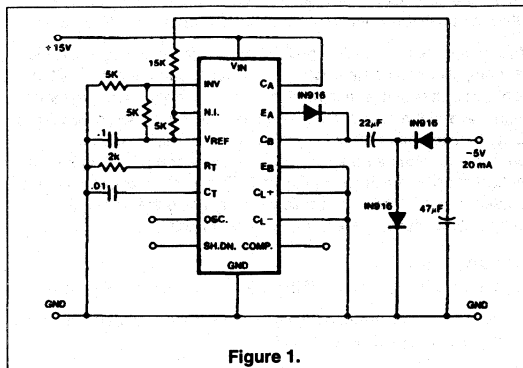 +15V
15K
5K
5K
5K
.1
2k
.01
VIN
INV
N.I.
VREF
RT
CT
OSC.
SH.DN.
COMP.
GND
CA
EA
CB
EB
CL+
CL−
IN916
22µF
IN916
−5V
20 mA
IN916
47µF
GND
GND
Figure 1.